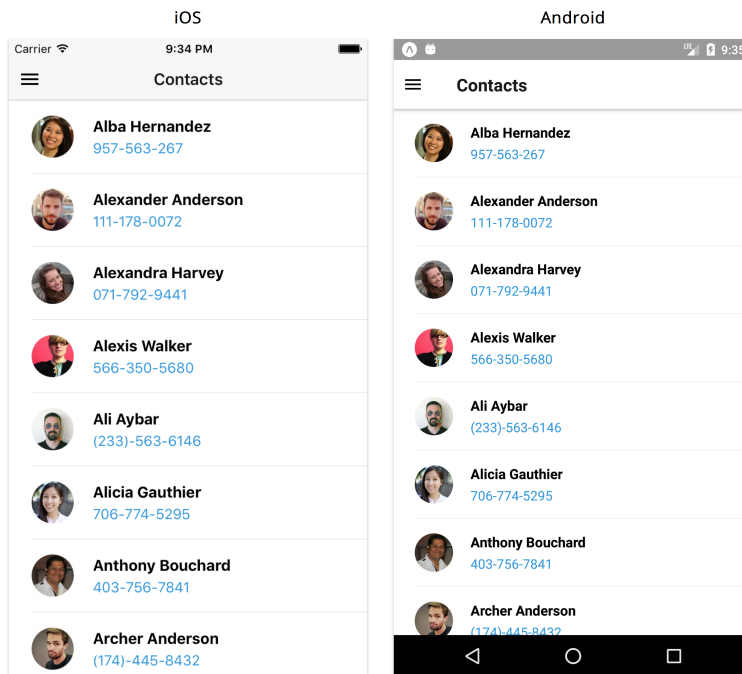 iOS
Carrier 9:34 PM
Contacts
Alba Hernandez
957-563-267
Alexander Anderson
111-178-0072
Alexandra Harvey
071-792-9441
Alexis Walker
566-350-5680
Ali Aybar
(233)-563-6146
Alicia Gauthier
706-774-5295
Anthony Bouchard
403-756-7841
Archer Anderson
(174)-445-8432
Android
LTE 9:35
Contacts
Alba Hernandez
957-563-267
Alexander Anderson
111-178-0072
Alexandra Harvey
071-792-9441
Alexis Walker
566-350-5680
Ali Aybar
(233)-563-6146
Alicia Gauthier
706-774-5295
Anthony Bouchard
403-756-7841
Archer Anderson
(174)-445-8432